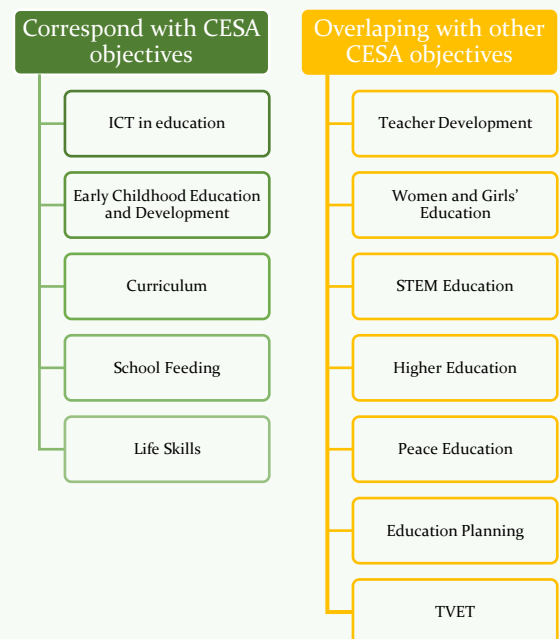 Correspond with CESA
objectives
ICT in education
Early Childhood Education
and Development
Curriculum
School Feeding
Life Skills
Overlaping with other
CESA objectives
Teacher Development
Women and Girls'
Education
STEM Education
Higher Education
Peace Education
Education Planning
TVET